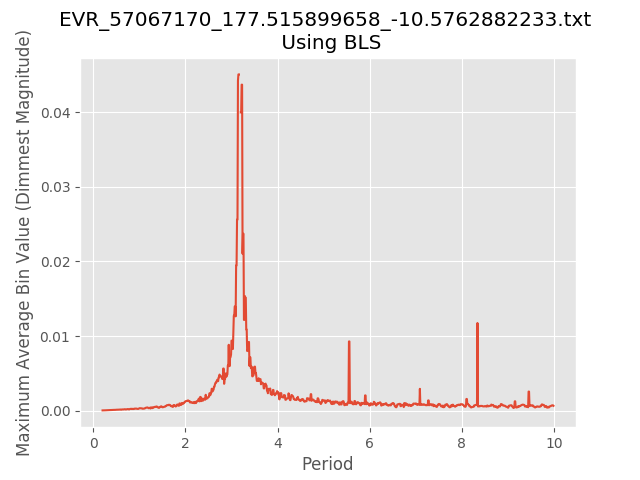 EVR_57067170_177.515899658_-10.5762882233.txt
Using BLS
Maximum Average Bin Value (Dimmest Magnitude)
0.04
0.03
0.02
0.01
0.00
0
2
4
6
8
10
Period